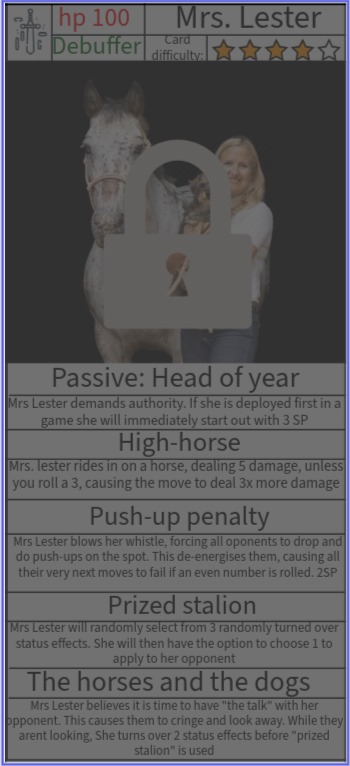 hp 100
Mrs. Lester
Debuffer
Card
difficulty:
Passive: Head of year
Mrs Lester demands authority. If she is deployed first in a
game she will immediately start out with 3 SP
High-horse
Mrs. lester rides in on a horse, dealing 5 damage, unless
you roll a 3, causing the move to deal 3x more damage
Push-up penalty
Mrs Lester blows her whistle, forcing all oponents to drop and
do push-ups on the spot. This de-energises them, causing all
their very next moves to fail if an even number is rolled. 2SP
Prized stalion
Mrs Lester will randomly select from 3 randomly turned over
status effects. She will then have the option to choose 1 to
apply to her opponent
The horses and the dogs
Mrs Lester believes it is time to have "the talk" with her
opponent. This causes them to cringe and look away. While they
arent looking, She turns over 2 status effects before "prized
stalion" is used